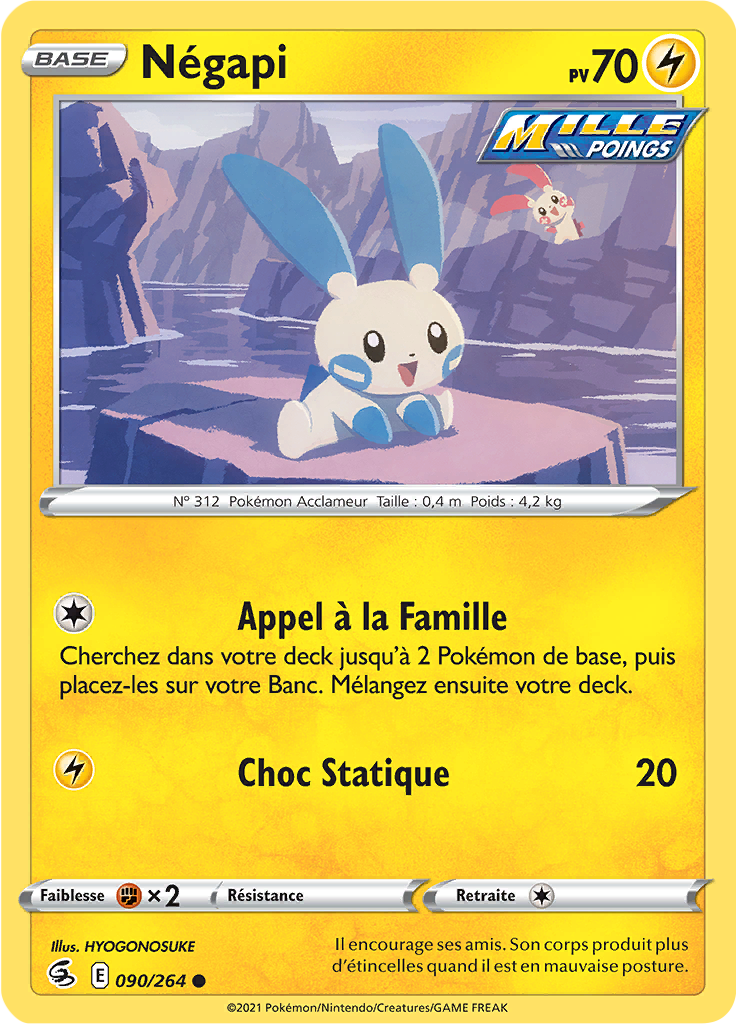 BASE Négapi PV70
MILLE
POINGS
Nº 312 Pokémon Acclameur Taille : 0,4 m Poids : 4,2 kg
Appel à la Famille
Cherchez dans votre deck jusqu'à 2 Pokémon de base, puis
placez-les sur votre Banc. Mélangez ensuite votre deck.
Choc Statique 20
Faiblesse ×2 Résistance Retraite
Illus. HYOGONOSUKE
Il encourage ses amis. Son corps produit plus
d'étincelles quand il est en mauvaise posture.
E 090/264
©2021 Pokémon/Nintendo/Creatures/GAME FREAK